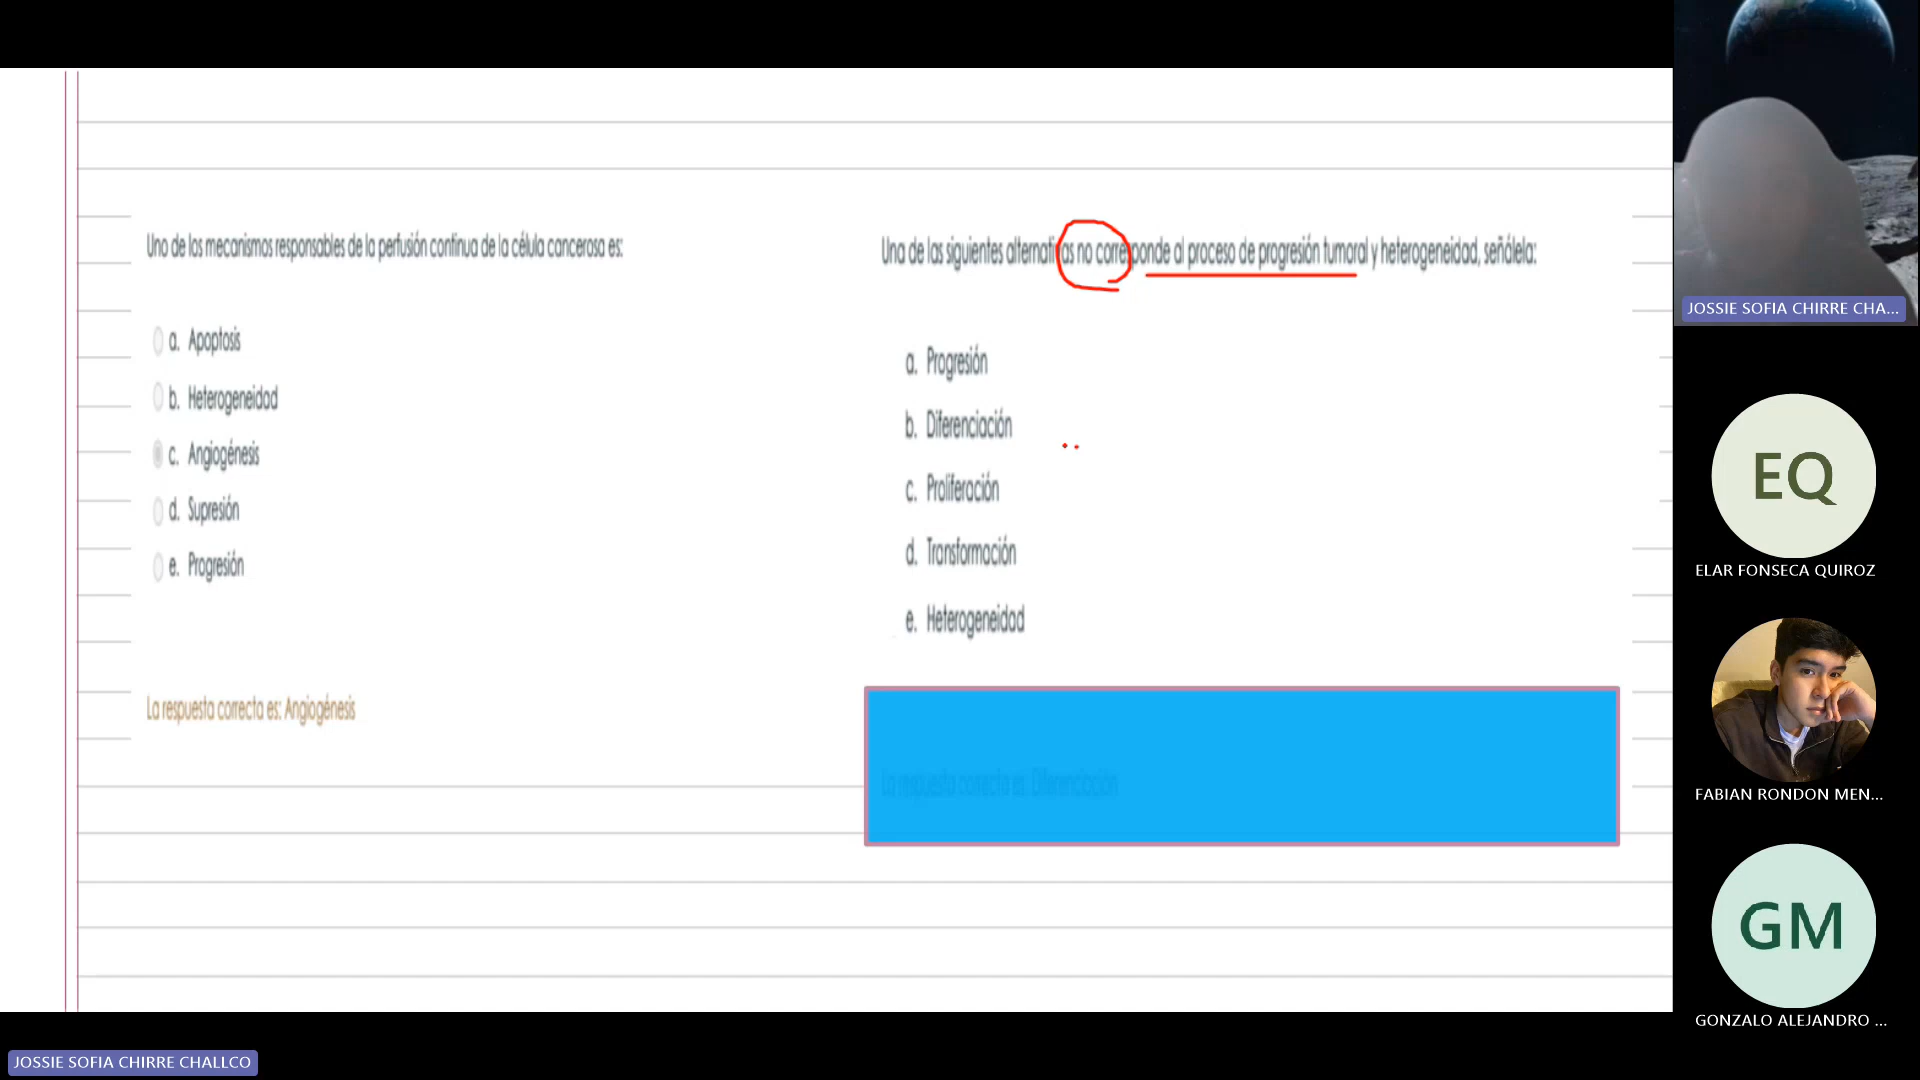 Uno de los mecanismos responsables de la perfusión continua de la célula cancerosa es:
a. Apoptosis
b. Heterogeneidad
c. Angiogénesis
d. Supresión
e. Progresión
La respuesta correcta es: Angiogénesis
Una de las siguientes alternativas no corresponde al proceso de progresión tumoral y heterogeneidad, señálela:
a. Progresión
b. Diferenciación
c. Proliferación
d. Transformación
e. Heterogeneidad
La respuesta correcta es: Diferenciación
JOSSIE SOFIA CHIRRE CHA...
EQ
ELAR FONSECA QUIROZ
FABIAN RONDON MEN...
GM
GONZALO ALEJANDRO ...
JOSSIE SOFIA CHIRRE CHALLCO